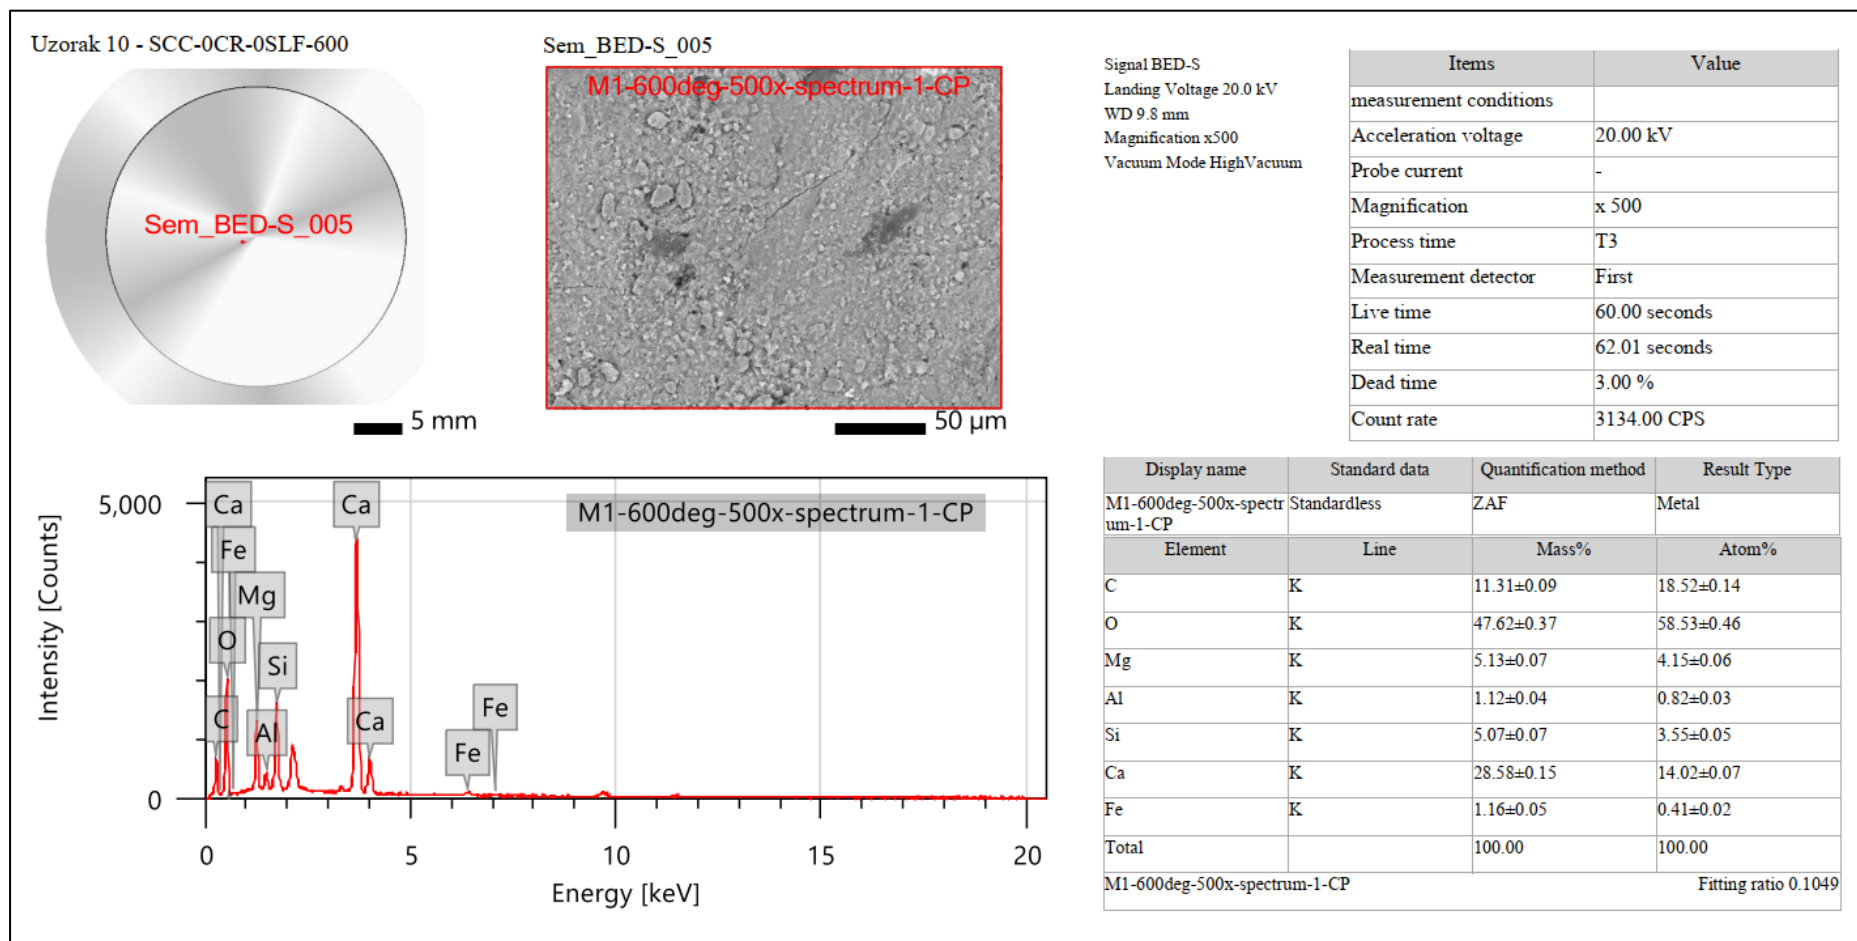 Uzorak 10 - SCC-0CR-0SLF-600
Sem_BED-S_005
Sem_BED-S_005
5 mm
M1-600deg-500x-spectrum-1-CP
50 µm
Signal BED-S
Landing Voltage 20.0 kV
WD 9.8 mm
Magnification x500
Vacuum Mode HighVacuum
Items Value
measurement conditions
Acceleration voltage 20.00 kV
Probe current -
Magnification x 500
Process time T3
Measurement detector First
Live time 60.00 seconds
Real time 62.01 seconds
Dead time 3.00 %
Count rate 3134.00 CPS
Intensity [Counts]
5,000
0
Ca
Fe
Mg
O
Si
C
Al
Ca
Ca
Fe
Fe
M1-600deg-500x-spectrum-1-CP
0 5 10 15 20
Energy [keV]
Display name Standard data Quantification method Result Type
M1-600deg-500x-spectr Standardless ZAF Metal
um-1-CP
Element Line Mass% Atom%
C K 11.31±0.09 18.52±0.14
O K 47.62±0.37 58.53±0.46
Mg K 5.13±0.07 4.15±0.06
Al K 1.12±0.04 0.82±0.03
Si K 5.07±0.07 3.55±0.05
Ca K 28.58±0.15 14.02±0.07
Fe K 1.16±0.05 0.41±0.02
Total 100.00 100.00
M1-600deg-500x-spectrum-1-CP Fitting ratio 0.1049